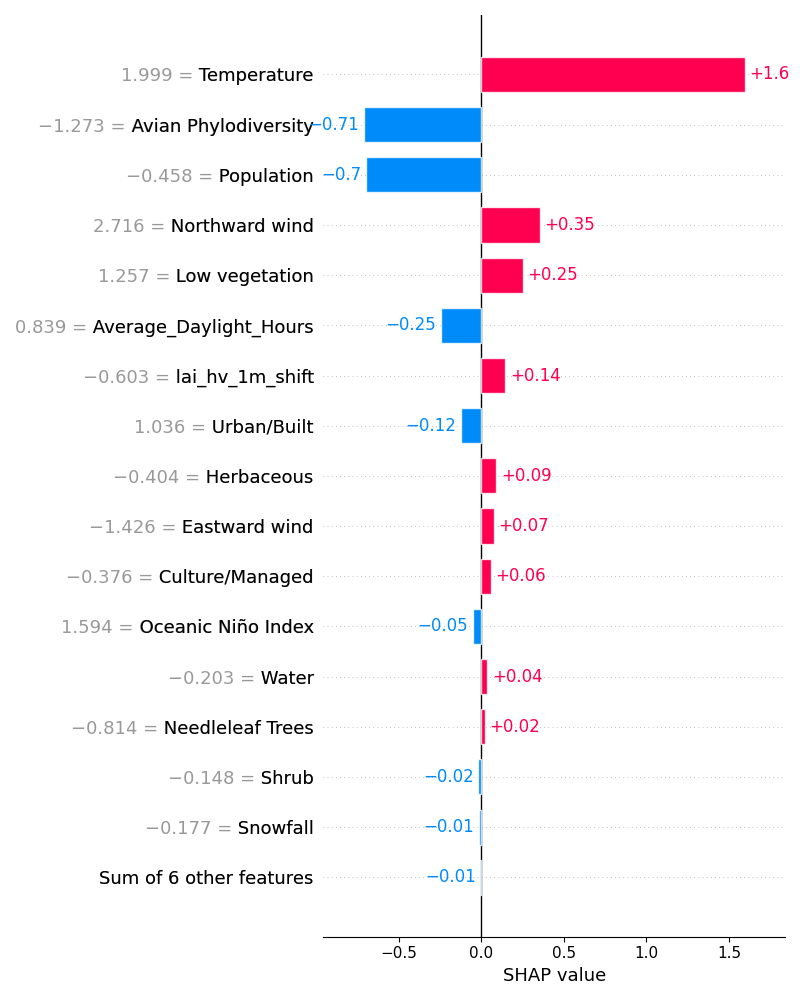 1.999 = Temperature +1.6
−1.273 = Avian Phylodiversity −0.71
−0.458 = Population −0.7
2.716 = Northward wind +0.35
1.257 = Low vegetation +0.25
0.839 = Average_Daylight_Hours −0.25
−0.603 = lai_hv_1m_shift +0.14
1.036 = Urban/Built −0.12
−0.404 = Herbaceous +0.09
−1.426 = Eastward wind +0.07
−0.376 = Culture/Managed +0.06
1.594 = Oceanic Niño Index −0.05
−0.203 = Water +0.04
−0.814 = Needleleaf Trees +0.02
−0.148 = Shrub −0.02
−0.177 = Snowfall −0.01
Sum of 6 other features −0.01
−0.5 0.0 0.5 1.0 1.5
SHAP value